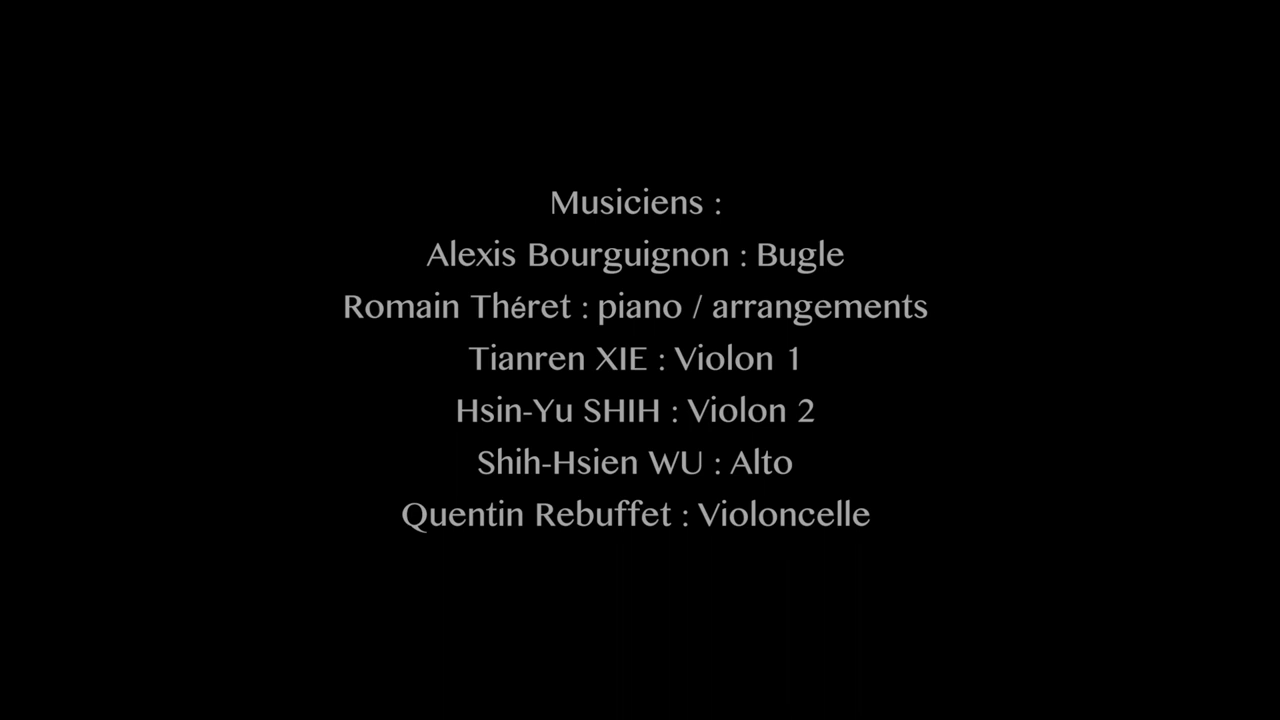 Musiciens :
Alexis Bourguignon : Bugle
Romain Théret : piano / arrangements
Tianren XIE : Violon 1
Hsin-Yu SHIH : Violon 2
Shih-Hsien WU : Alto
Quentin Rebuffet : Violoncelle